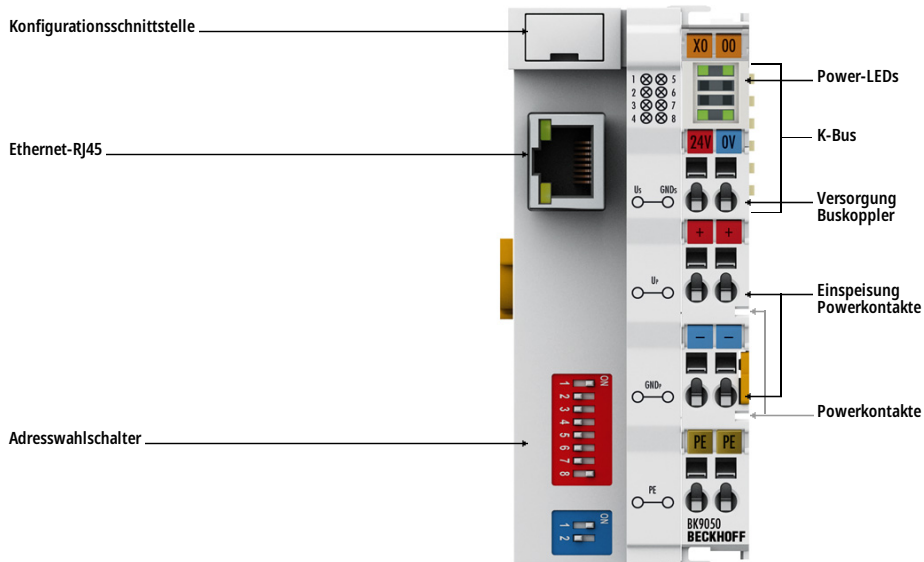 Konfigurationsschnittstelle
Ethernet-RJ45
Adresswahlschalter
X0 00
1 5
2 6
3 7
4 8
24V 0V
Us GNDs
+ +
UP
− −
GNDP
PE PE
PE
BK9050
BECKHOFF
ON
1
2
3
4
5
6
7
8
ON
1
2
Power-LEDs
K-Bus
Versorgung
Buskoppler
Einspeisung
Powerkontakte
Powerkontakte